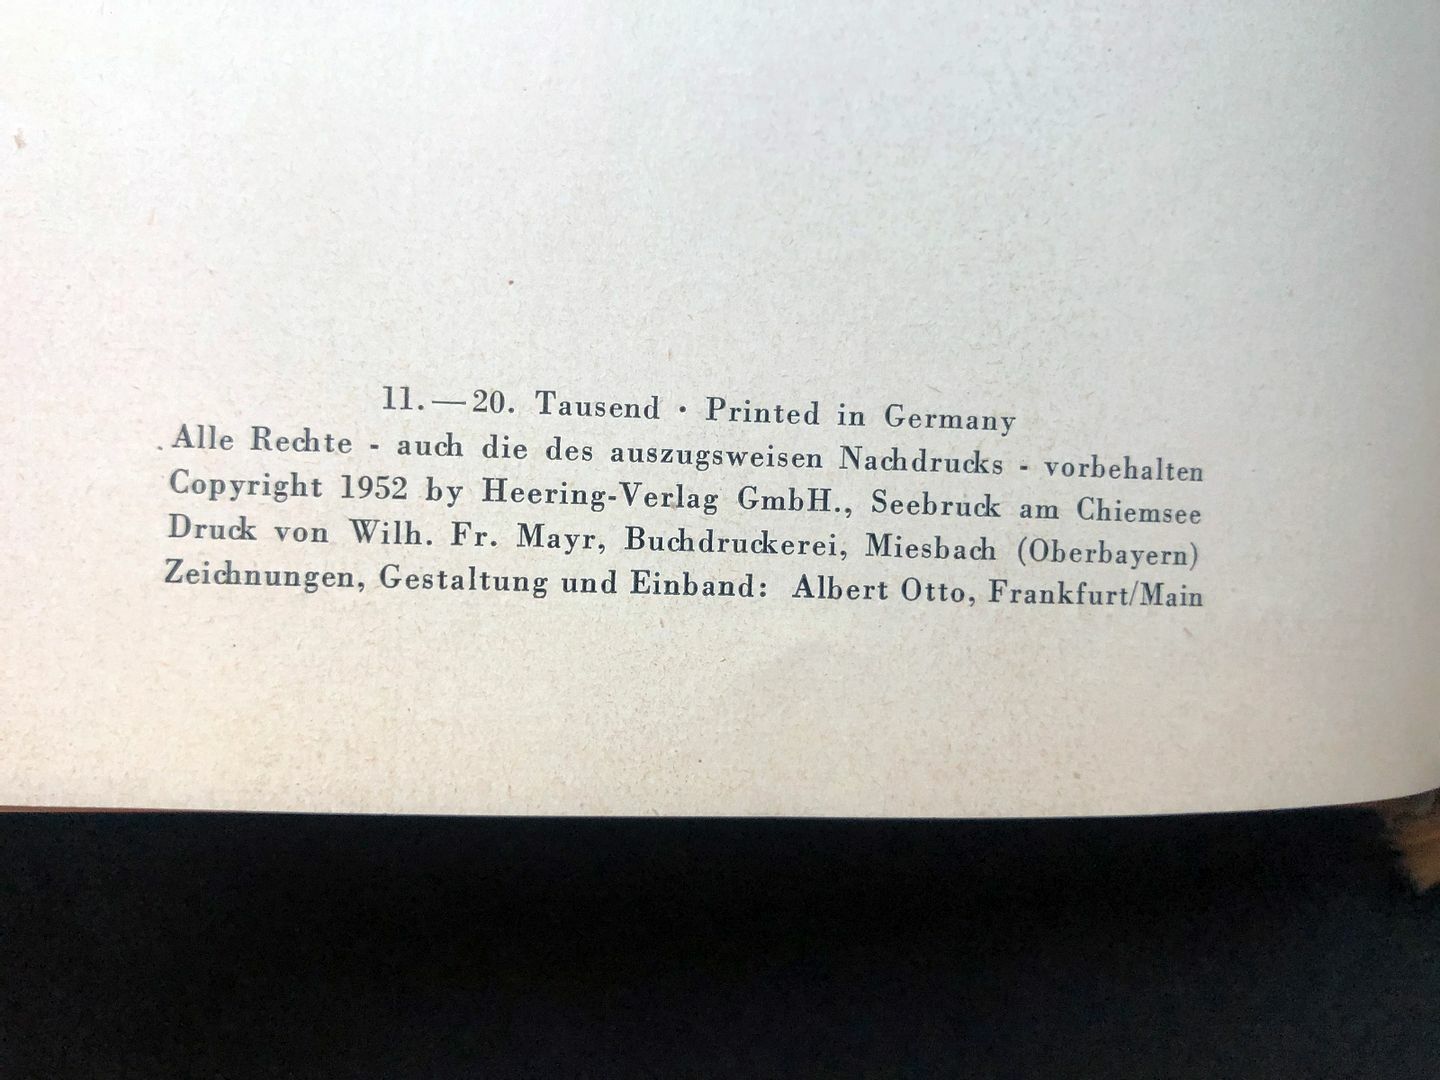 11.—20. Tausend · Printed in Germany
Alle Rechte - auch die des auszugsweisen Nachdrucks - vorbehalten
Copyright 1952 by Heering-Verlag GmbH., Seebruck am Chiemsee
Druck von Wilh. Fr. Mayr, Buchdruckerei, Miesbach (Oberbayern)
Zeichnungen, Gestaltung und Einband: Albert Otto, Frankfurt/Main